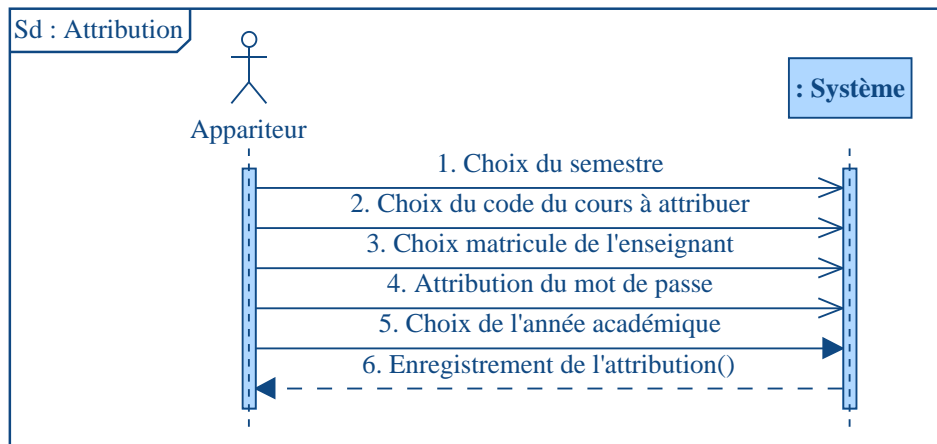 Sd : Attribution
: Système
Appariteur
1. Choix du semestre
2. Choix du code du cours à attribuer
3. Choix matricule de l'enseignant
4. Attribution du mot de passe
5. Choix de l'année académique
6. Enregistrement de l'attribution()